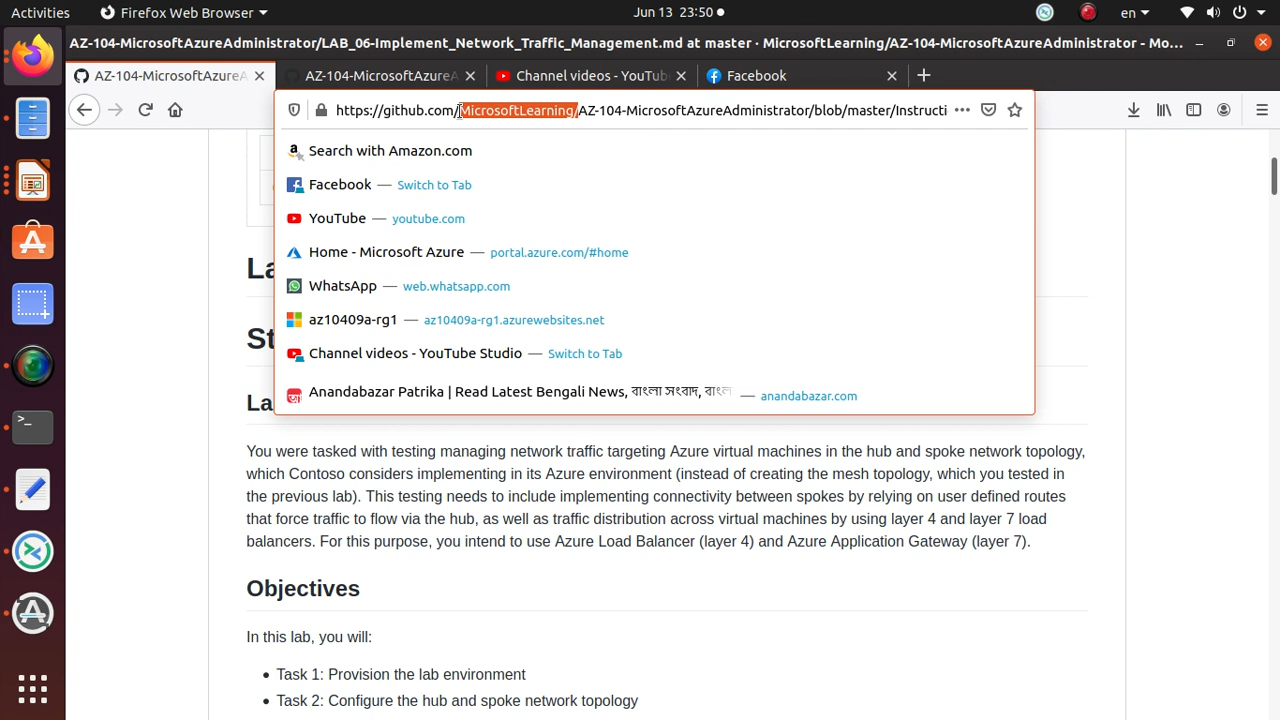 Activities
Firefox Web Browser
Jun 13 23:50
en
AZ-104-MicrosoftAzureAdministrator/LAB_06-Implement_Network_Traffic_Management.md at master · MicrosoftLearning/AZ-104-MicrosoftAzureAdministrator - Mo...
AZ-104-MicrosoftAzureA
AZ-104-MicrosoftAzureA
Channel videos - YouTub
Facebook
https://github.com/MicrosoftLearning/AZ-104-MicrosoftAzureAdministrator/blob/master/Instructi
Search with Amazon.com
Facebook — Switch to Tab
YouTube — youtube.com
Home - Microsoft Azure — portal.azure.com/#home
WhatsApp — web.whatsapp.com
az10409a-rg1 — az10409a-rg1.azurewebsites.net
Channel videos - YouTube Studio — Switch to Tab
Anandabazar Patrika | Read Latest Bengali News, বাংলা সংবাদ, বাংল — anandabazar.com
La
St
La
You were tasked with testing managing network traffic targeting Azure virtual machines in the hub and spoke network topology,
which Contoso considers implementing in its Azure environment (instead of creating the mesh topology, which you tested in
the previous lab). This testing needs to include implementing connectivity between spokes by relying on user defined routes
that force traffic to flow via the hub, as well as traffic distribution across virtual machines by using layer 4 and layer 7 load
balancers. For this purpose, you intend to use Azure Load Balancer (layer 4) and Azure Application Gateway (layer 7).
Objectives
In this lab, you will:
• Task 1: Provision the lab environment
• Task 2: Configure the hub and spoke network topology